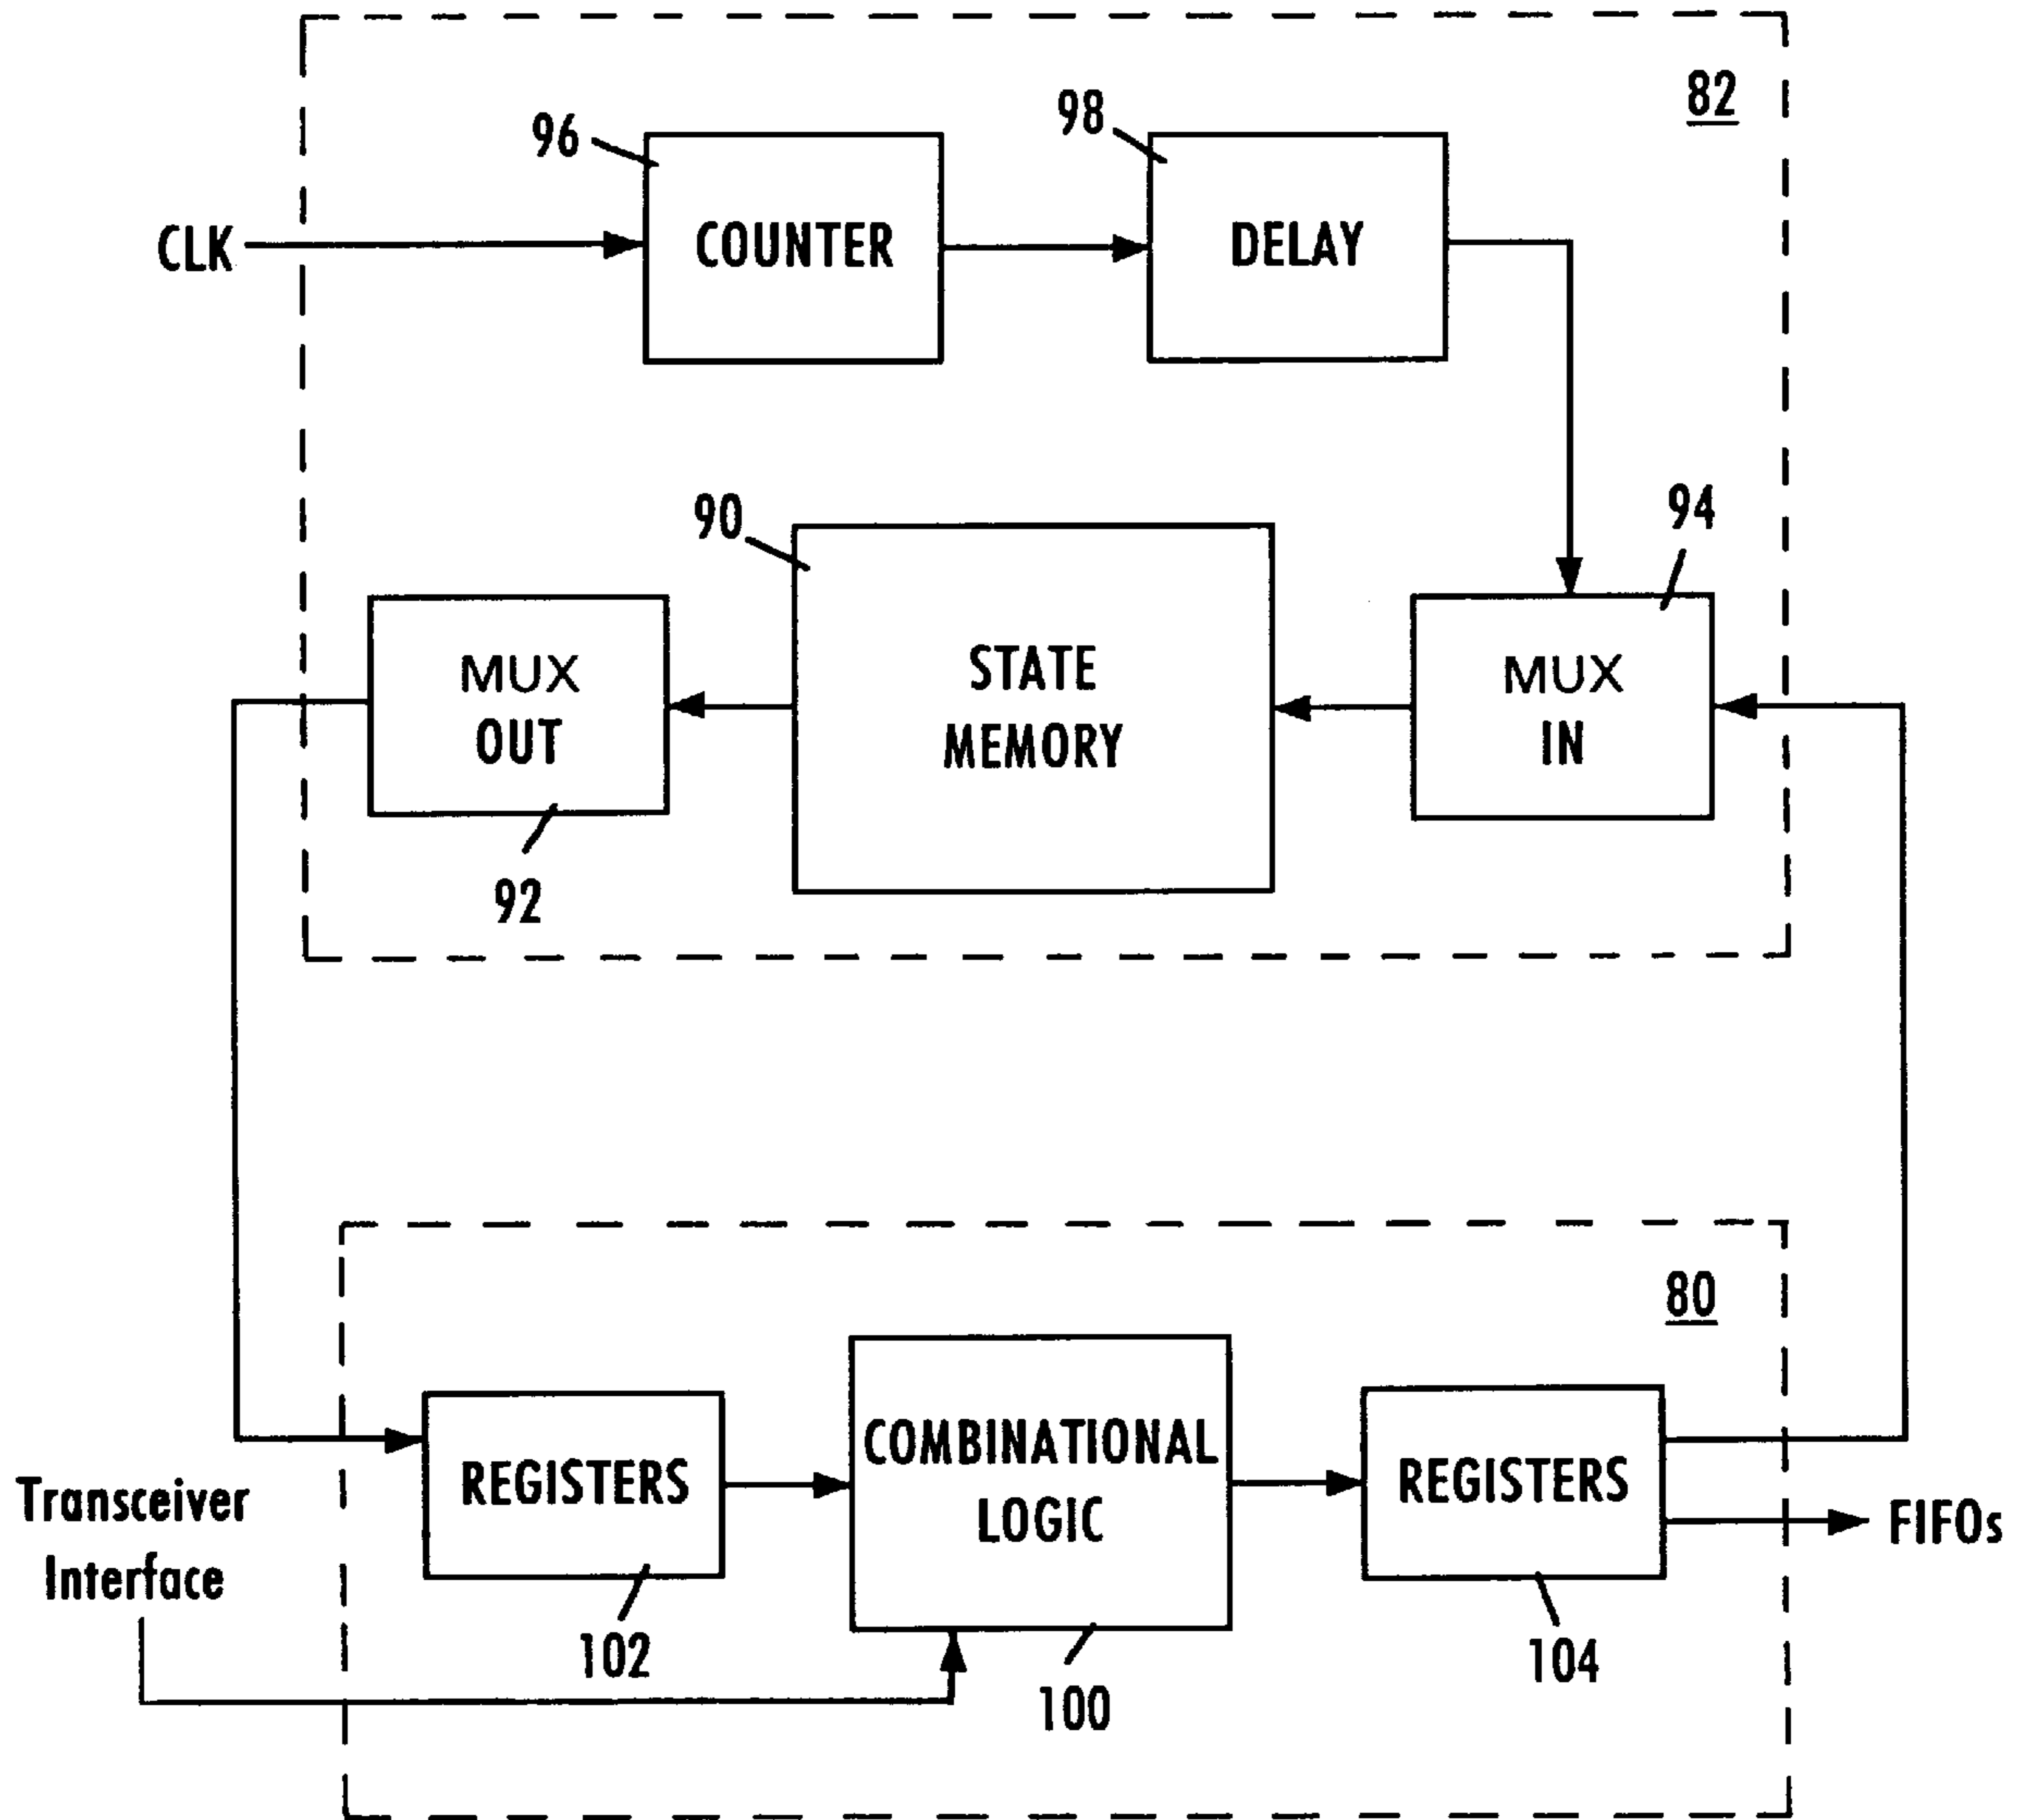 82
96
98
CLK
COUNTER
DELAY
90
94
MUX
OUT
STATE
MEMORY
MUX
IN
92
80
REGISTERS
COMBINATIONAL
LOGIC
REGISTERS
Transceiver
Interface
FIFOs
102
100
104